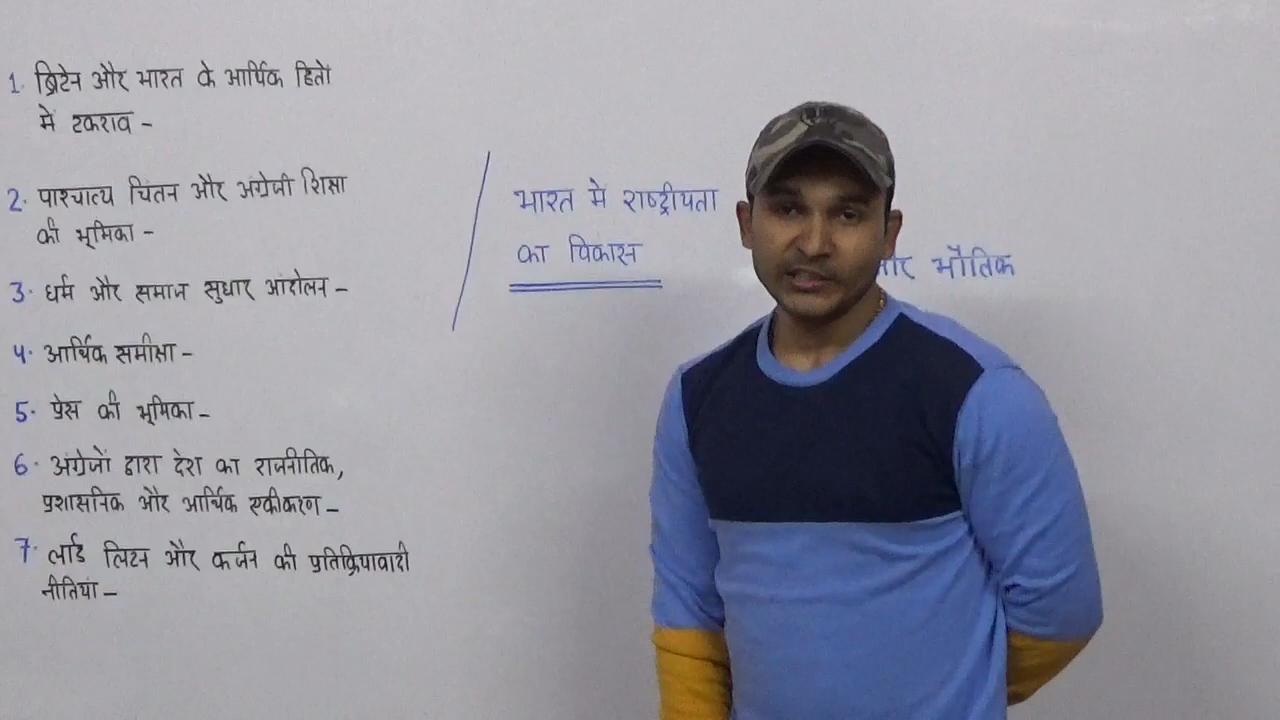 1. ब्रिटेन और भारत के आर्थिक हितों
में टकराव -
2. पाश्चात्य चिंतन और अंग्रेजी शिक्षा
की भूमिका -
3. धर्म और समाज सुधार आंदोलन -
4. आर्थिक समीक्षा -
5. प्रेस की भूमिका -
6. अंग्रेजों द्वारा देश का राजनीतिक,
प्रशासनिक और आर्थिक एकीकरण -
7. लार्ड लिटन और कर्जन की प्रतिक्रियावादी
नीतियां -
भारत मे राष्ट्रीयता
का विकास
भौतिक